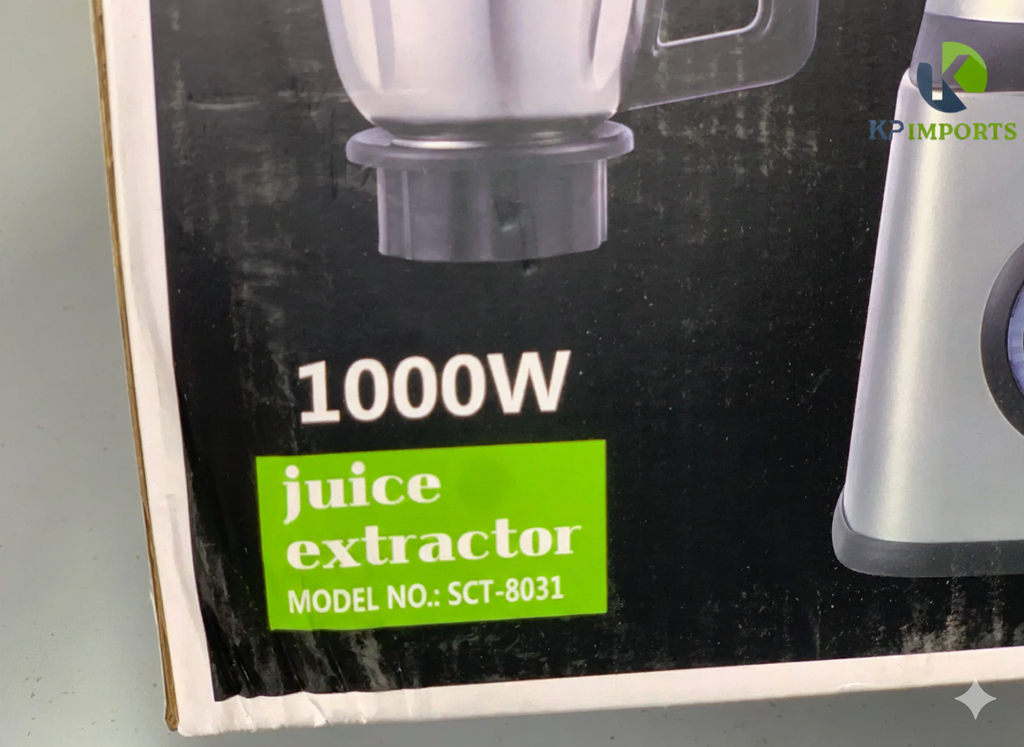 KP IMPORTS
1000W
juice
extractor
MODEL NO.: SCT-8031